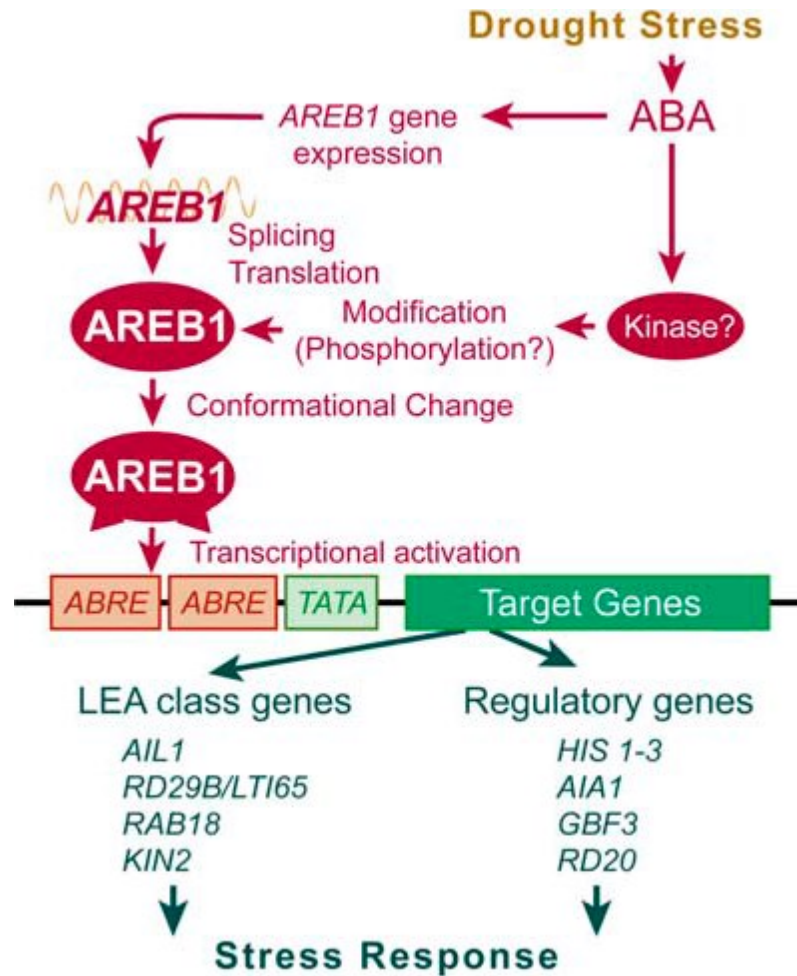 Drought Stress
ABA
AREB1 gene
expression
AREB1
Splicing
Translation
AREB1
Modification
(Phosphorylation?)
Kinase?
Conformational Change
AREB1
Transcriptional activation
ABRE ABRE TATA Target Genes
LEA class genes
AIL1
RD29B/LTI65
RAB18
KIN2
Regulatory genes
HIS 1-3
AIA1
GBF3
RD20
Stress Response